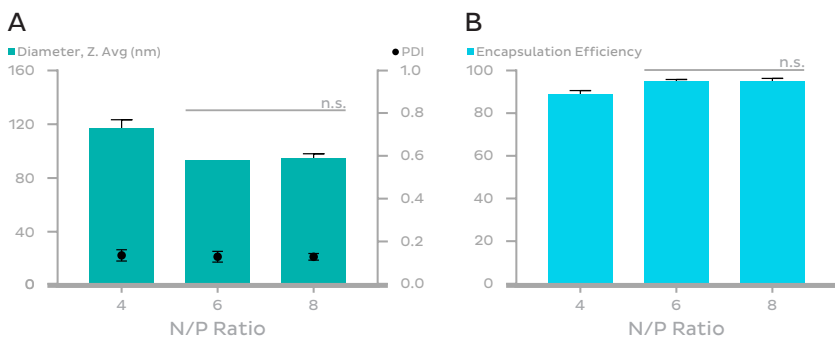 A
Diameter, Z. Avg (nm)
PDI
160
120
80
40
0
1.0
0.8
0.6
0.4
0.2
0.0
n.s.
4 6 8
N/P Ratio
B
Encapsulation Efficiency
100
80
60
40
20
0
n.s.
4 6 8
N/P Ratio